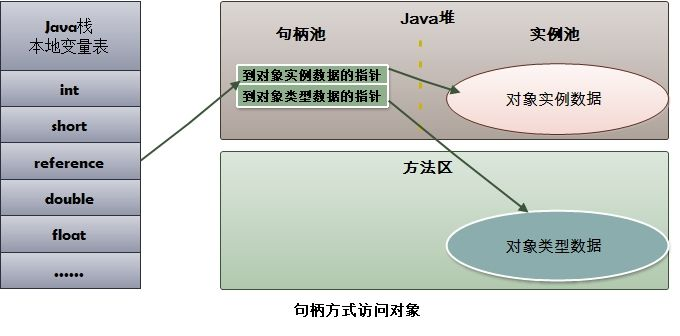 Java栈
本地变量表
int
short
reference
double
float
......
Java堆
句柄池
实例池
到对象实例数据的指针
到对象类型数据的指针
对象实例数据
方法区
对象类型数据
句柄方式访问对象